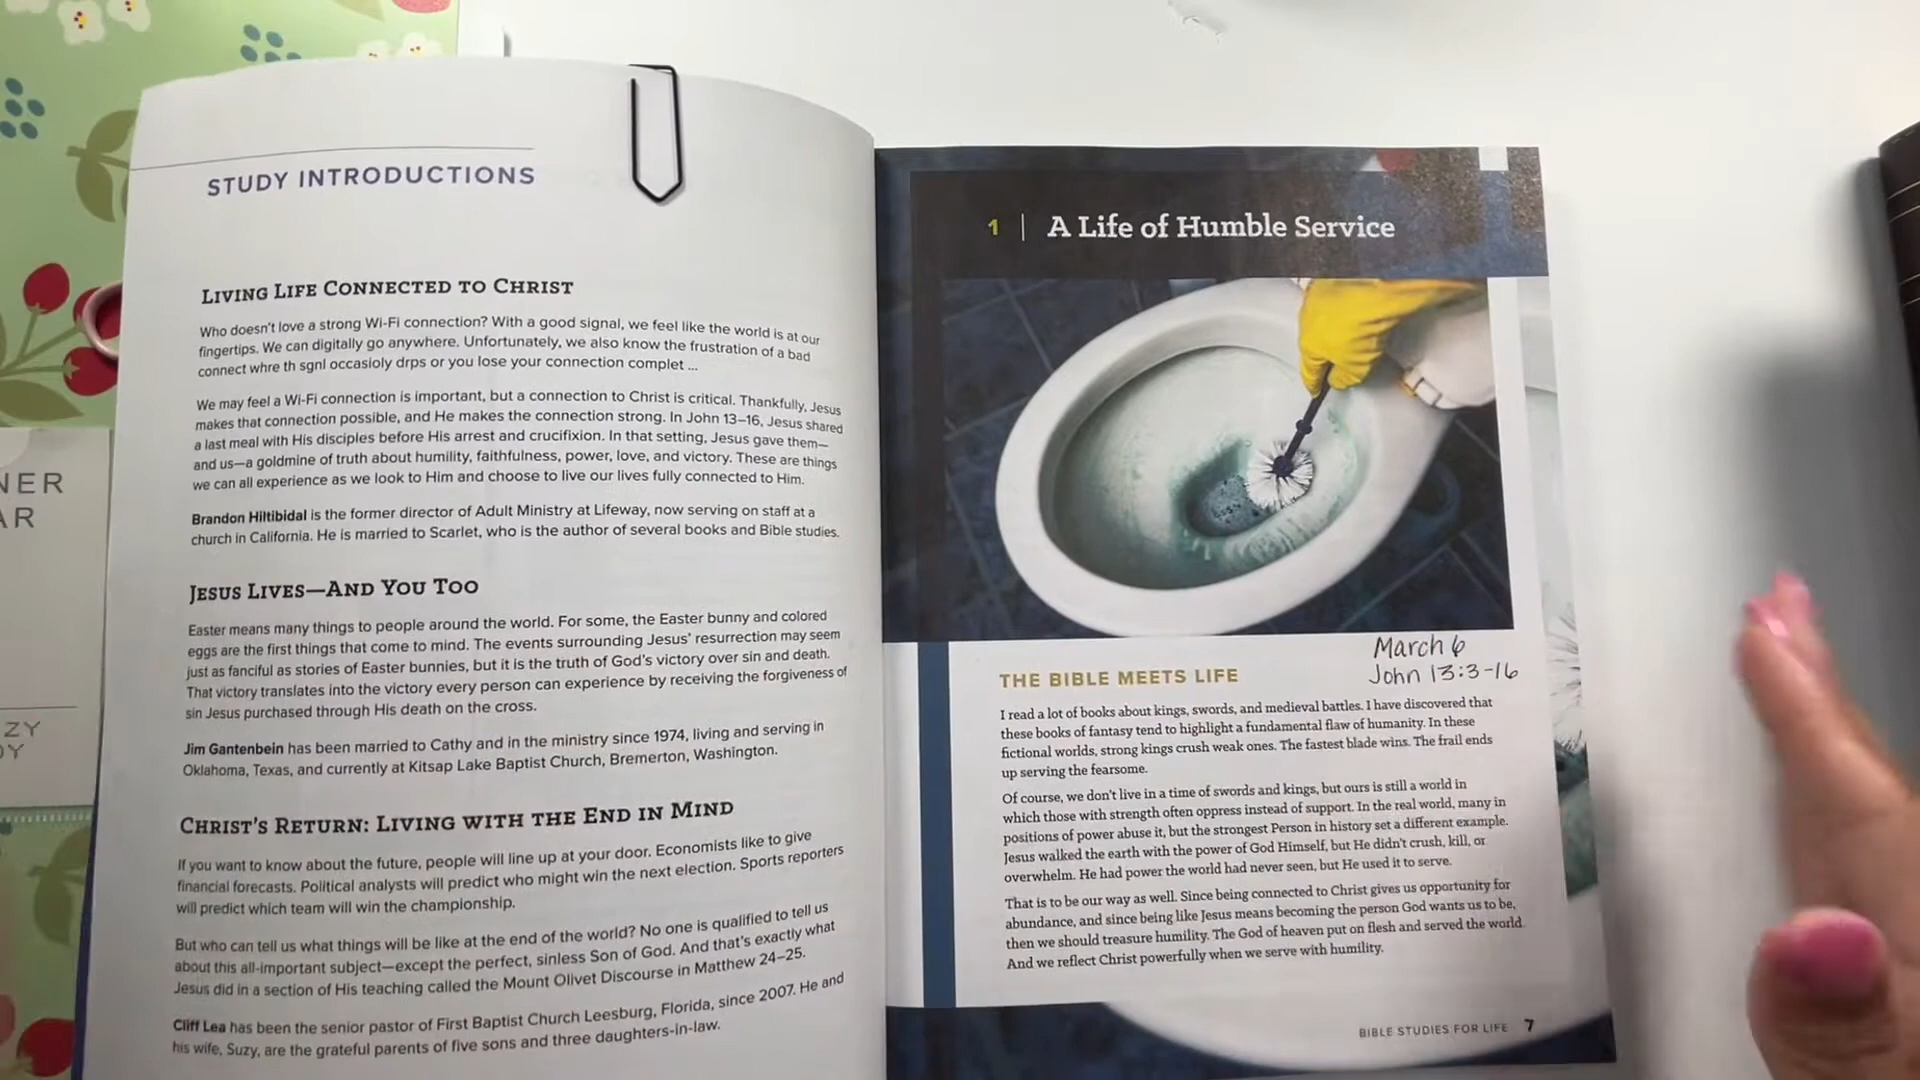 NER
AR
ZY
DY
STUDY INTRODUCTIONS
LIVING LIFE CONNECTED TO CHRIST
Who doesn't love a strong Wi-Fi connection? With a good signal, we feel like the world is at our
fingertips. We can digitally go anywhere. Unfortunately, we also know the frustration of a bad
connect whre th sgnl occasioly drps or you lose your connection complet ...
We may feel a Wi-Fi connection is important, but a connection to Christ is critical. Thankfully, Jesus
makes that connection possible, and He makes the connection strong. In John 13–16, Jesus shared
a last meal with His disciples before His arrest and crucifixion. In that setting, Jesus gave them—
and us—a goldmine of truth about humility, faithfulness, power, love, and victory. These are things
we can all experience as we look to Him and choose to live our lives fully connected to Him.
Brandon Hiltibidal is the former director of Adult Ministry at Lifeway, now serving on staff at a
church in California. He is married to Scarlet, who is the author of several books and Bible studies.
JESUS LIVES—AND YOU TOO
Easter means many things to people around the world. For some, the Easter bunny and colored
eggs are the first things that come to mind. The events surrounding Jesus' resurrection may seem
just as fanciful as stories of Easter bunnies, but it is the truth of God's victory over sin and death.
That victory translates into the victory every person can experience by receiving the forgiveness of
sin Jesus purchased through His death on the cross.
Jim Gantenbein has been married to Cathy and in the ministry since 1974, living and serving in
Oklahoma, Texas, and currently at Kitsap Lake Baptist Church, Bremerton, Washington.
CHRIST'S RETURN: LIVING WITH THE END IN MIND
If you want to know about the future, people will line up at your door. Economists like to give
financial forecasts. Political analysts will predict who might win the next election. Sports reporters
will predict which team will win the championship.
But who can tell us what things will be like at the end of the world? No one is qualified to tell us
about this all-important subject—except the perfect, sinless Son of God. And that's exactly what
Jesus did in a section of His teaching called the Mount Olivet Discourse in Matthew 24–25.
Cliff Lea has been the senior pastor of First Baptist Church Leesburg, Florida, since 2007. He and
his wife, Suzy, are the grateful parents of five sons and three daughters-in-law.
1 | A Life of Humble Service
March 6
John 13:3-16
THE BIBLE MEETS LIFE
I read a lot of books about kings, swords, and medieval battles. I have discovered that
these books of fantasy tend to highlight a fundamental flaw of humanity. In these
fictional worlds, strong kings crush weak ones. The fastest blade wins. The frail ends
up serving the fearsome.
Of course, we don't live in a time of swords and kings, but ours is still a world in
which those with strength often oppress instead of support. In the real world, many in
positions of power abuse it, but the strongest Person in history set a different example.
Jesus walked the earth with the power of God Himself, but He didn't crush, kill, or
overwhelm. He had power the world had never seen, but He used it to serve.
That is to be our way as well. Since being connected to Christ gives us opportunity for
abundance, and since being like Jesus means becoming the person God wants us to be,
then we should treasure humility. The God of heaven put on flesh and served the world.
And we reflect Christ powerfully when we serve with humility.
BIBLE STUDIES FOR LIFE 7